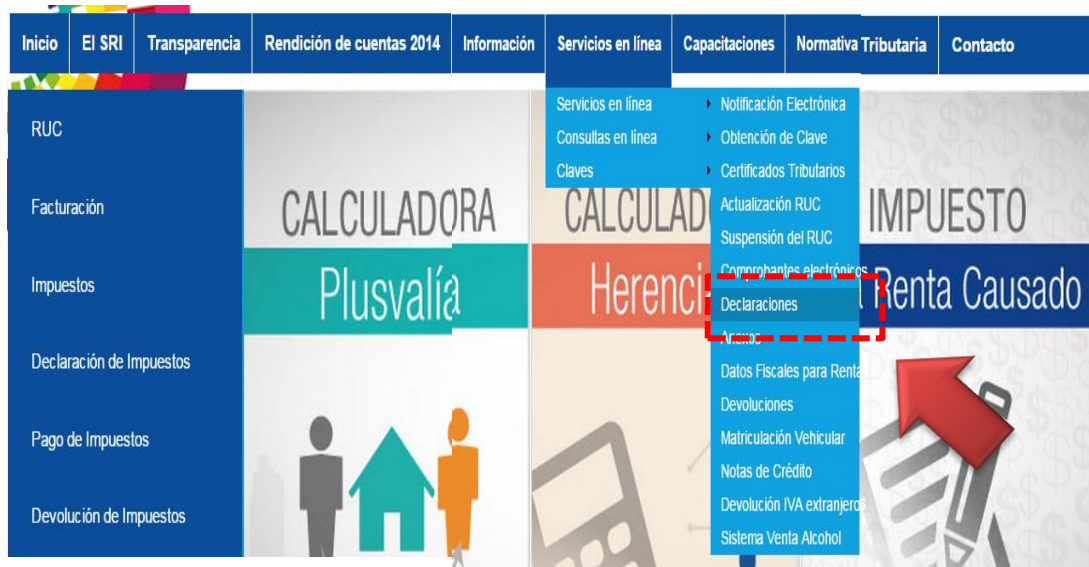 Inicio
El SRI
Transparencia
Rendición de cuentas 2014
Información
Servicios en línea
Capacitaciones
Normativa Tributaria
Contacto
RUC
Facturación
Impuestos
Declaración de Impuestos
Pago de Impuestos
Devolución de Impuestos
Servicios en línea
Consultas en línea
Claves
Notificación Electrónica
Obtención de Clave
Certificados Tributarios
Actualización RUC
Suspensión del RUC
Comprobantes electrónicos
Declaraciones
Anexos
Datos Fiscales para Renta
Devoluciones
Matriculación Vehicular
Notas de Crédito
Devolución IVA extranjeros
Sistema Venta Alcohol
CALCULADORA
Plusvalía
CALCULAD
Herenci
IMPUESTO
Renta Causado